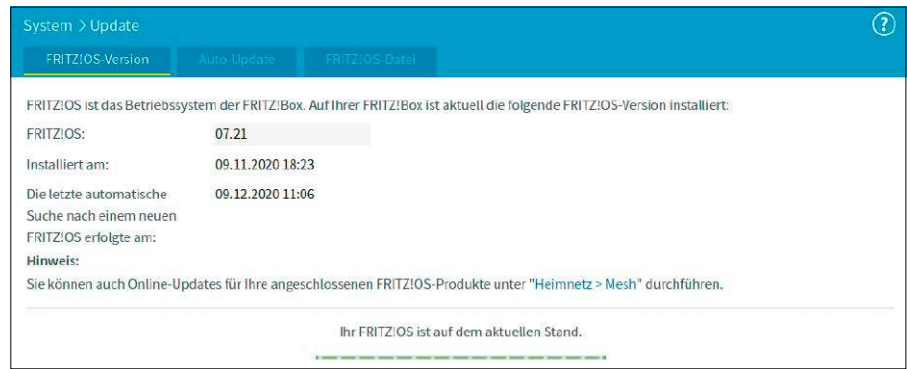 System > Update
?
FRITZ!OS-Version Auto-Update FRITZ!OS-Datei
FRITZ!OS ist das Betriebssystem der FRITZ!Box. Auf Ihrer FRITZ!Box ist aktuell die folgende FRITZ!OS-Version installiert:
FRITZ!OS: 07.21
Installiert am: 09.11.2020 18:23
Die letzte automatische 09.12.2020 11:06
Suche nach einem neuen
FRITZ!OS erfolgte am:
Hinweis:
Sie können auch Online-Updates für Ihre angeschlossenen FRITZ!OS-Produkte unter "Heimnetz > Mesh" durchführen.
Ihr FRITZ!OS ist auf dem aktuellen Stand.